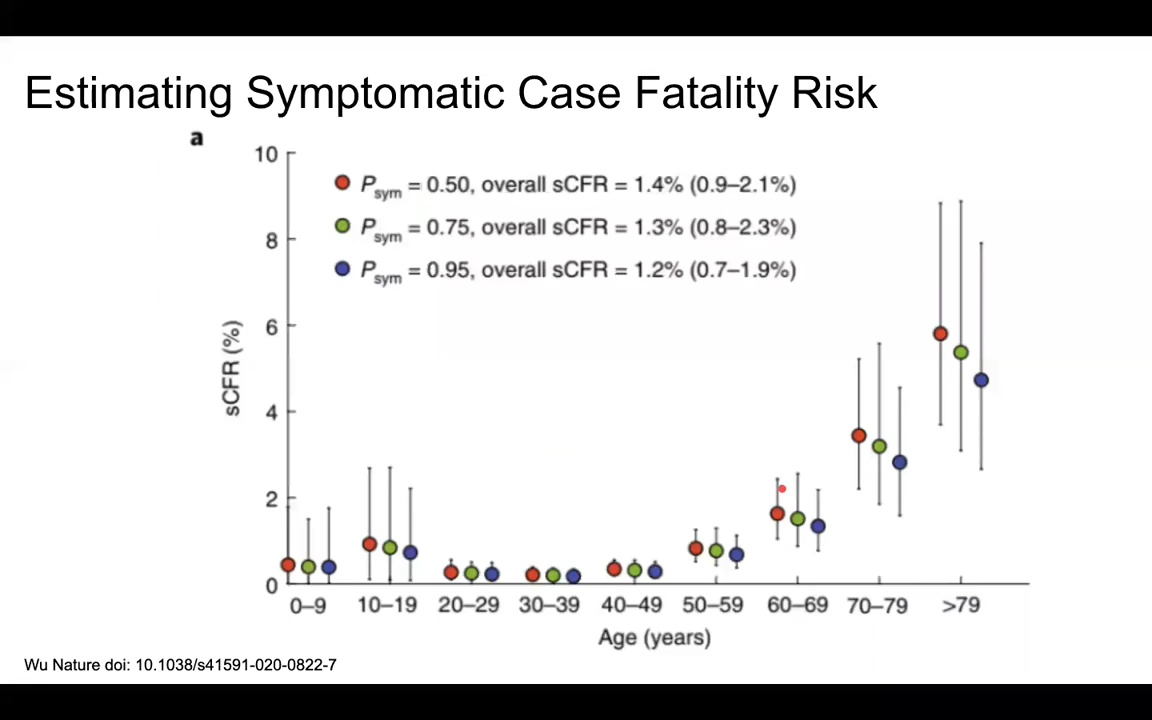 Estimating Symptomatic Case Fatality Risk
a
10
8
6
4
2
0
sCFR (%)
Psym = 0.50, overall sCFR = 1.4% (0.9–2.1%)
Psym = 0.75, overall sCFR = 1.3% (0.8–2.3%)
Psym = 0.95, overall sCFR = 1.2% (0.7–1.9%)
0–9 10–19 20–29 30–39 40–49 50–59 60–69 70–79 >79
Age (years)
Wu Nature doi: 10.1038/s41591-020-0822-7